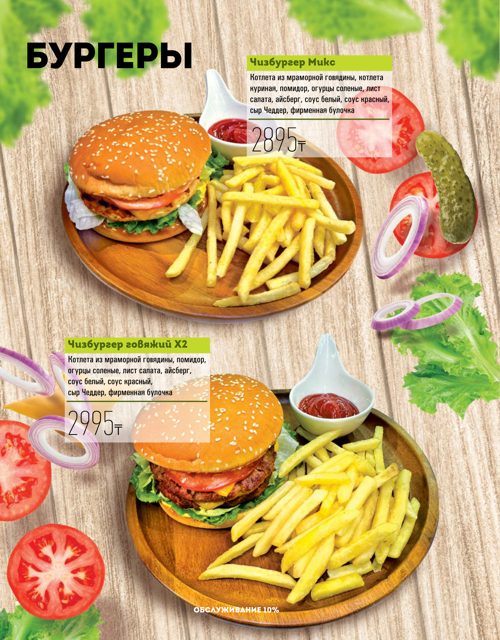 БУРГЕРЫ
Чизбургер Микс
Котлета из мраморной говядины, котлета
куриная, помидор, огурцы соленые, лист
салата, айсберг, соус белый, соус красный,
сыр Чеддер, фирменная булочка
2895₸
Чизбургер говяжий Х2
Котлета из мраморной говядины, помидор,
огурцы соленые, лист салата, айсберг,
соус белый, соус красный,
сыр Чеддер, фирменная булочка
2995₸
ОБСЛУЖИВАНИЕ 10%